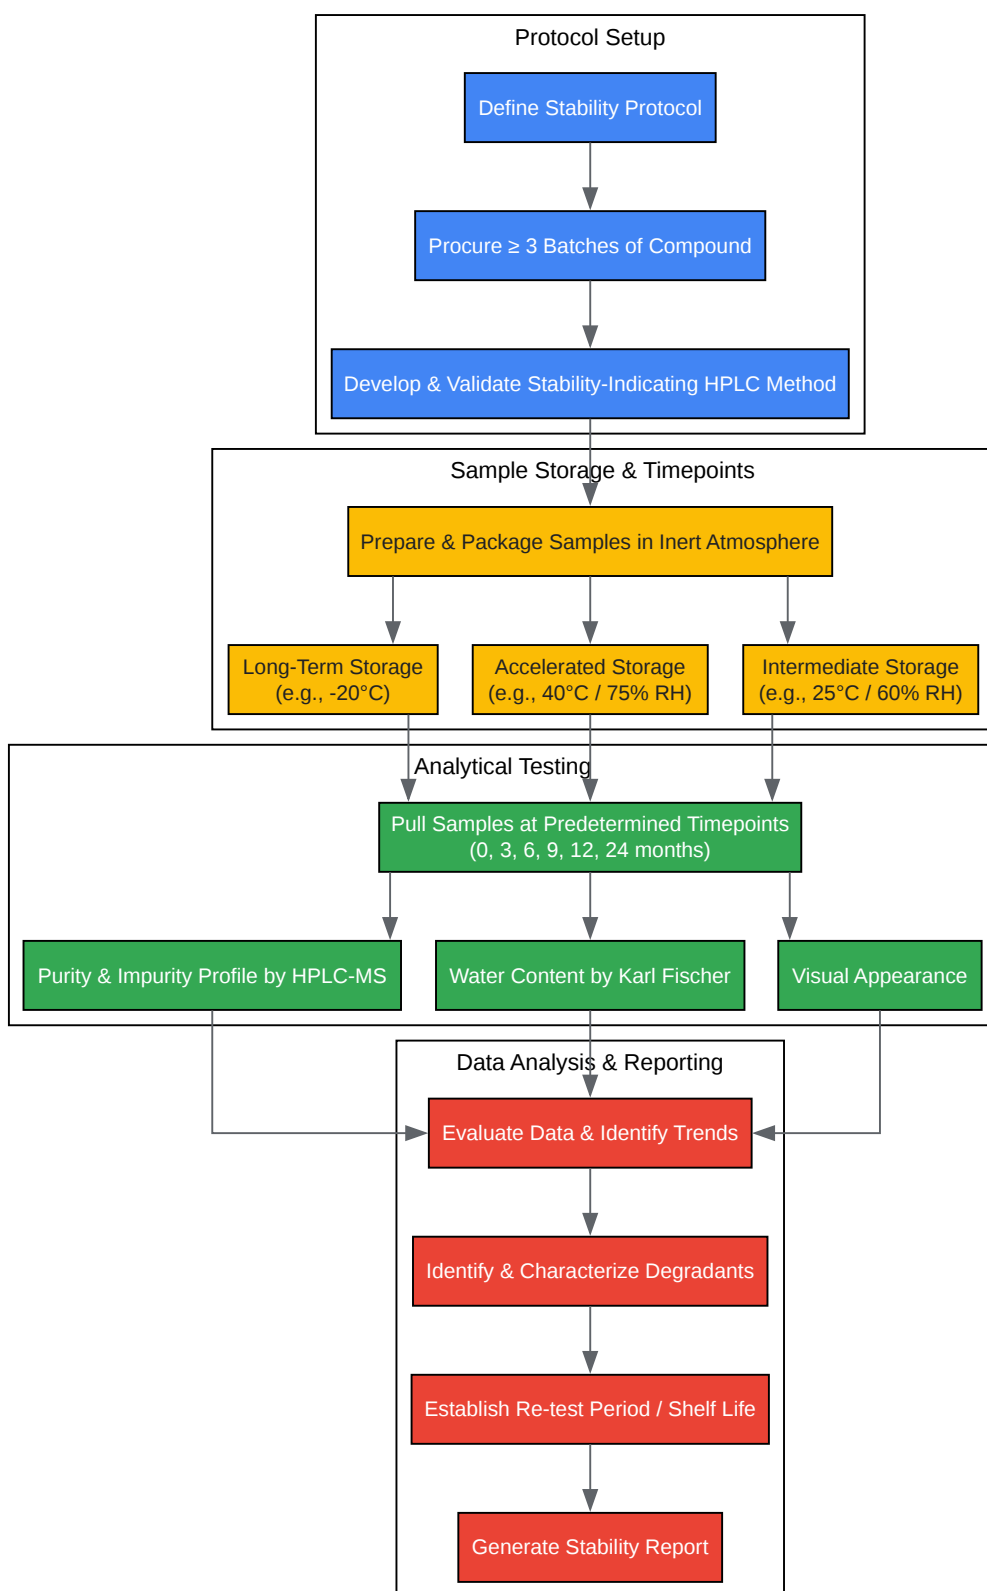 Protocol Setup
Define Stability Protocol
Procure ≥ 3 Batches of Compound
Develop & Validate Stability-Indicating HPLC Method
Sample Storage & Timepoints
Prepare & Package Samples in Inert Atmosphere
Long-Term Storage
(e.g., -20°C)
Accelerated Storage
(e.g., 40°C / 75% RH)
Intermediate Storage
(e.g., 25°C / 60% RH)
Analytical Testing
Pull Samples at Predetermined Timepoints
(0, 3, 6, 9, 12, 24 months)
Purity & Impurity Profile by HPLC-MS
Water Content by Karl Fischer
Visual Appearance
Data Analysis & Reporting
Evaluate Data & Identify Trends
Identify & Characterize Degradants
Establish Re-test Period / Shelf Life
Generate Stability Report